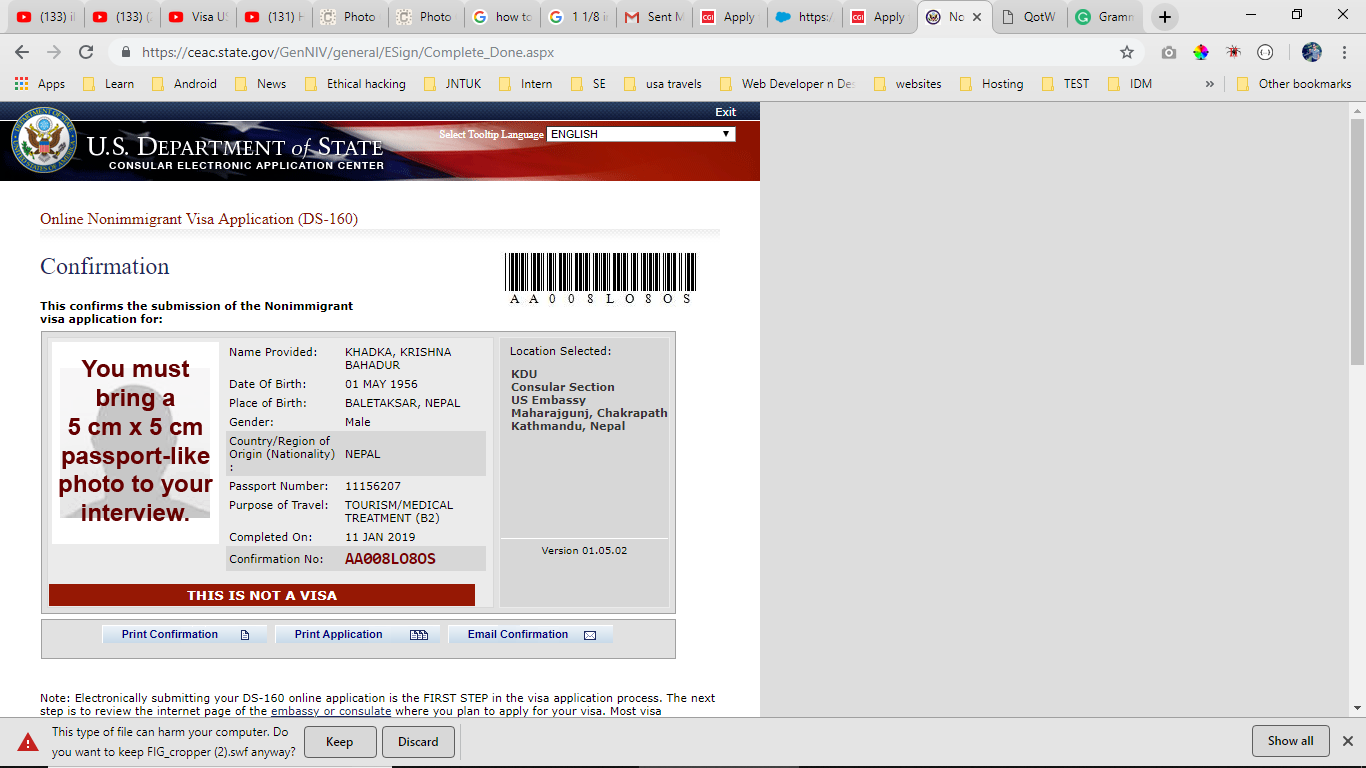 (133) il
(133) (2
Visa US
(131) H
Photo
Photo
how to
1 1/8 in
Sent M
Apply
https:/
Apply
No
QotW
Gramm
https://ceac.state.gov/GenNIV/general/ESign/Complete_Done.aspx
Apps Learn Android News Ethical hacking JNTUK Intern SE usa travels Web Developer n De websites Hosting TEST IDM » Other bookmarks
Exit
Select Tooltip Language ENGLISH
U.S. DEPARTMENT of STATE
CONSULAR ELECTRONIC APPLICATION CENTER
Online Nonimmigrant Visa Application (DS-160)
Confirmation
AA008LO8OS
This confirms the submission of the Nonimmigrant
visa application for:
You must
bring a
5 cm x 5 cm
passport-like
photo to your
interview.
Name Provided: KHADKA, KRISHNA
BAHADUR
Date Of Birth: 01 MAY 1956
Place of Birth: BALETAKSAR, NEPAL
Gender: Male
Country/Region of
Origin (Nationality) NEPAL
:
Passport Number: 11156207
Purpose of Travel: TOURISM/MEDICAL
TREATMENT (B2)
Completed On: 11 JAN 2019
Confirmation No: AA008LO8OS
Location Selected:
KDU
Consular Section
US Embassy
Maharajgunj, Chakrapath
Kathmandu, Nepal
Version 01.05.02
THIS IS NOT A VISA
Print Confirmation Print Application Email Confirmation
Note: Electronically submitting your DS-160 online application is the FIRST STEP in the visa application process. The next
step is to review the internet page of the embassy or consulate where you plan to apply for your visa. Most visa
This type of file can harm your computer. Do
you want to keep FIG_cropper (2).swf anyway?
Keep Discard Show all